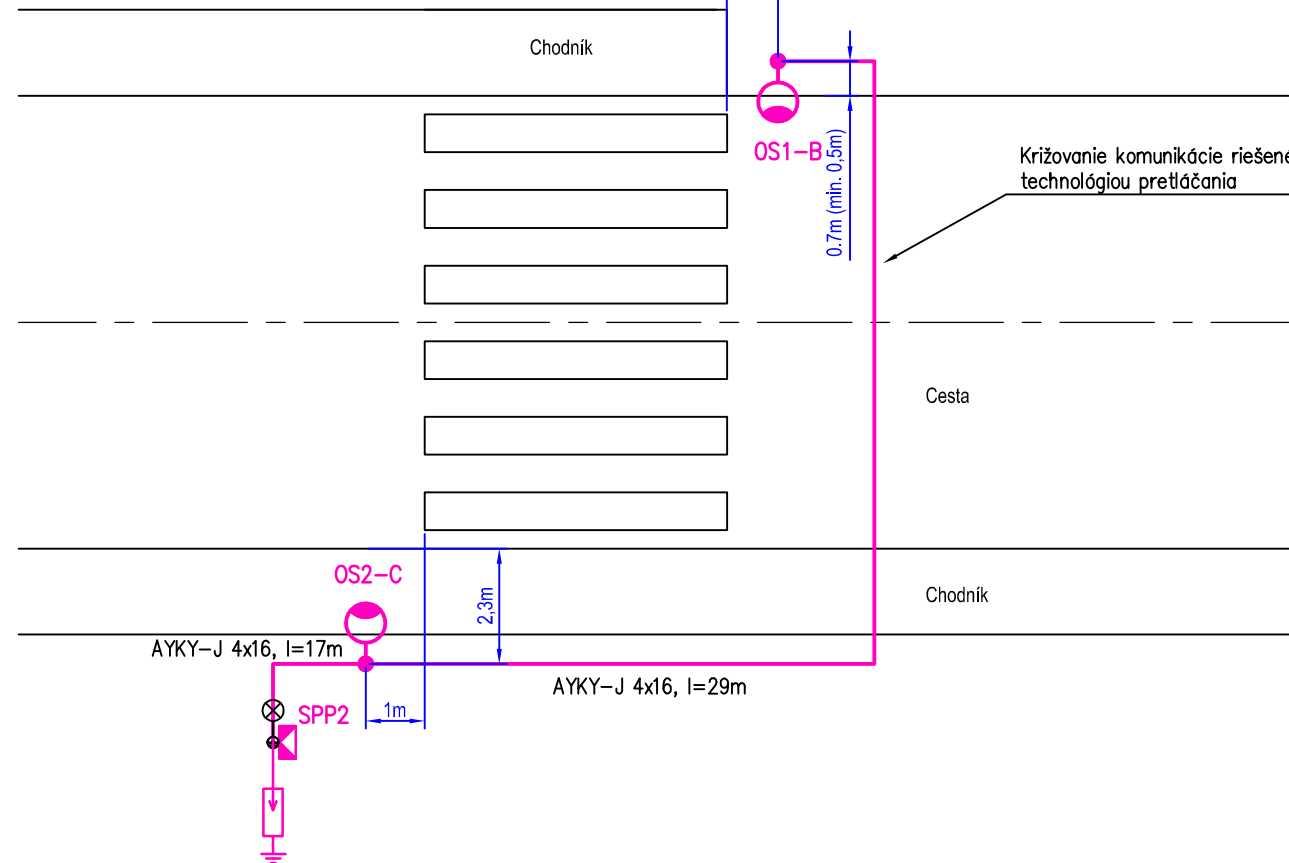 Chodník
OS1-B
0.7m (min. 0,5m)
Križovanie komunikácie riešené
technológiou pretláčania
Cesta
OS2-C
2,3m
Chodník
AYKY-J 4x16, l=17m
AYKY-J 4x16, l=29m
SPP2
1m